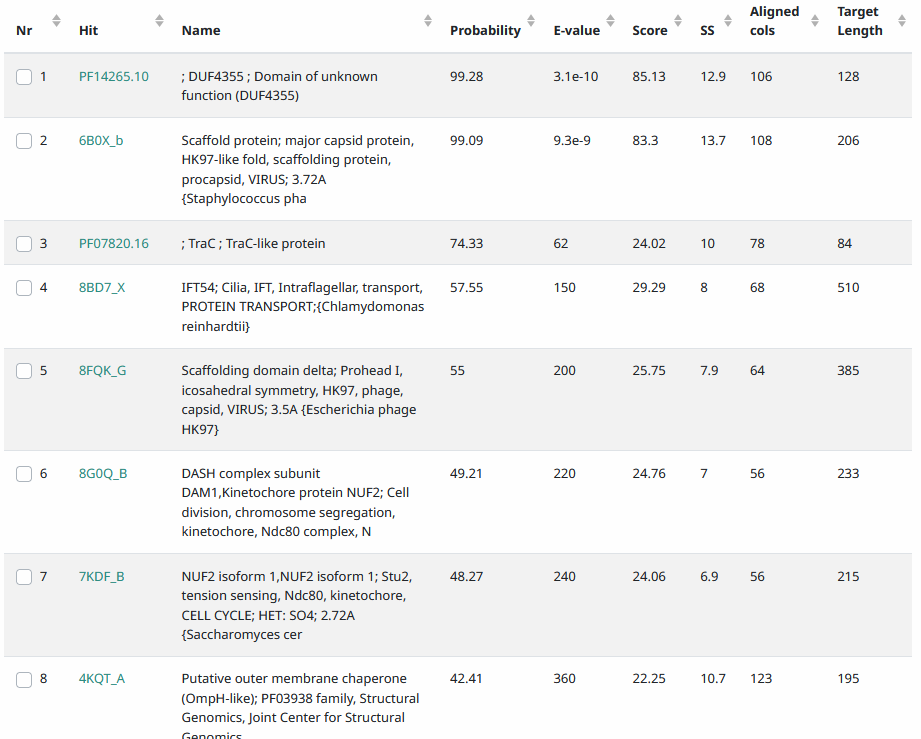 Nr Hit Name Probability E-value Score SS Aligned cols Target Length
1 PF14265.10 ; DUF4355 ; Domain of unknown 99.28 3.1e-10 85.13 12.9 106 128
function (DUF4355)
2 6B0X_b Scaffold protein; major capsid protein, 99.09 9.3e-9 83.3 13.7 108 206
HK97-like fold, scaffolding protein,
procapsid, VIRUS; 3.72A
{Staphylococcus pha
3 PF07820.16 ; TraC ; TraC-like protein 74.33 62 24.02 10 78 84
4 8BD7_X IFT54; Cilia, IFT, Intraflagellar, transport, 57.55 150 29.29 8 68 510
PROTEIN TRANSPORT;{Chlamydomonas
reinhardtii}
5 8FQK_G Scaffolding domain delta; Prohead I, 55 200 25.75 7.9 64 385
icosahedral symmetry, HK97, phage,
capsid, VIRUS; 3.5A {Escherichia phage
HK97}
6 8G0Q_B DASH complex subunit 49.21 220 24.76 7 56 233
DAM1,Kinetochore protein NUF2; Cell
division, chromosome segregation,
kinetochore, Ndc80 complex, N
7 7KDF_B NUF2 isoform 1,NUF2 isoform 1; Stu2, 48.27 240 24.06 6.9 56 215
tension sensing, Ndc80, kinetochore,
CELL CYCLE; HET: SO4; 2.72A
{Saccharomyces cer
8 4KQT_A Putative outer membrane chaperone 42.41 360 22.25 10.7 123 195
(OmpH-like); PF03938 family, Structural
Genomics, Joint Center for Structural
Genomics